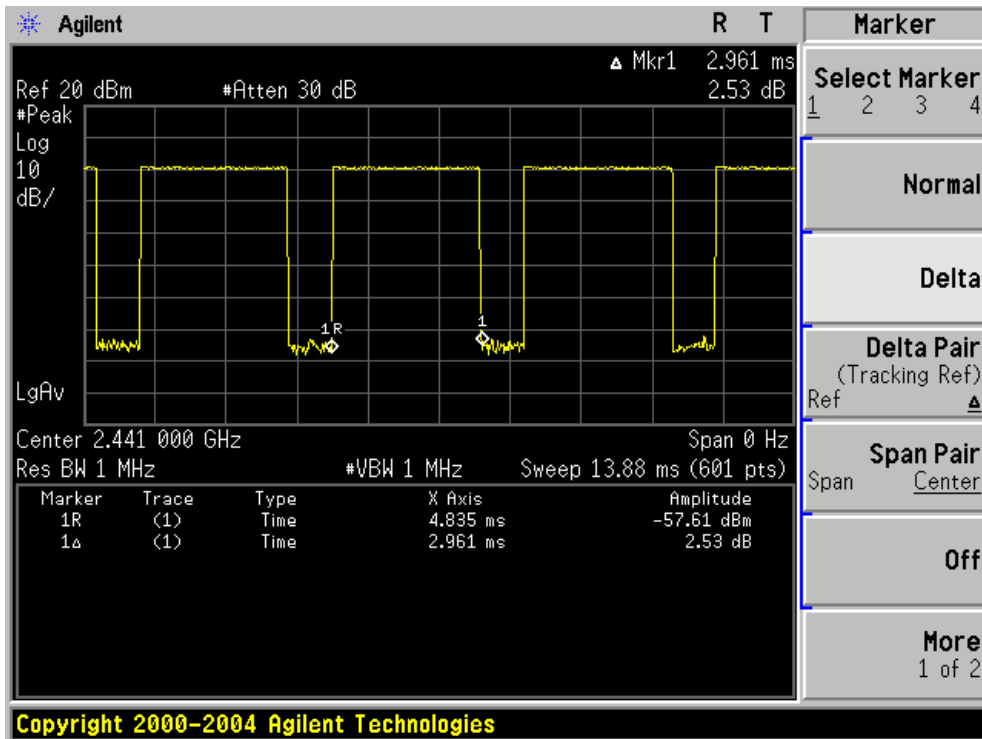 Agilent R T
Marker
Δ Mkr1 2.961 ms
Ref 20 dBm #Atten 30 dB 2.53 dB
#Peak
Log
10
dB/
1R
1
LgAv
Center 2.441 000 GHz Span 0 Hz
Res BW 1 MHz #VBW 1 MHz Sweep 13.88 ms (601 pts)
Marker Trace Type X Axis Amplitude
1R (1) Time 4.835 ms -57.61 dBm
1Δ (1) Time 2.961 ms 2.53 dB
Select Marker
1 2 3 4
Normal
Delta
Delta Pair
(Tracking Ref)
Ref Δ
Span Pair
Span Center
Off
More
1 of 2
Copyright 2000-2004 Agilent Technologies